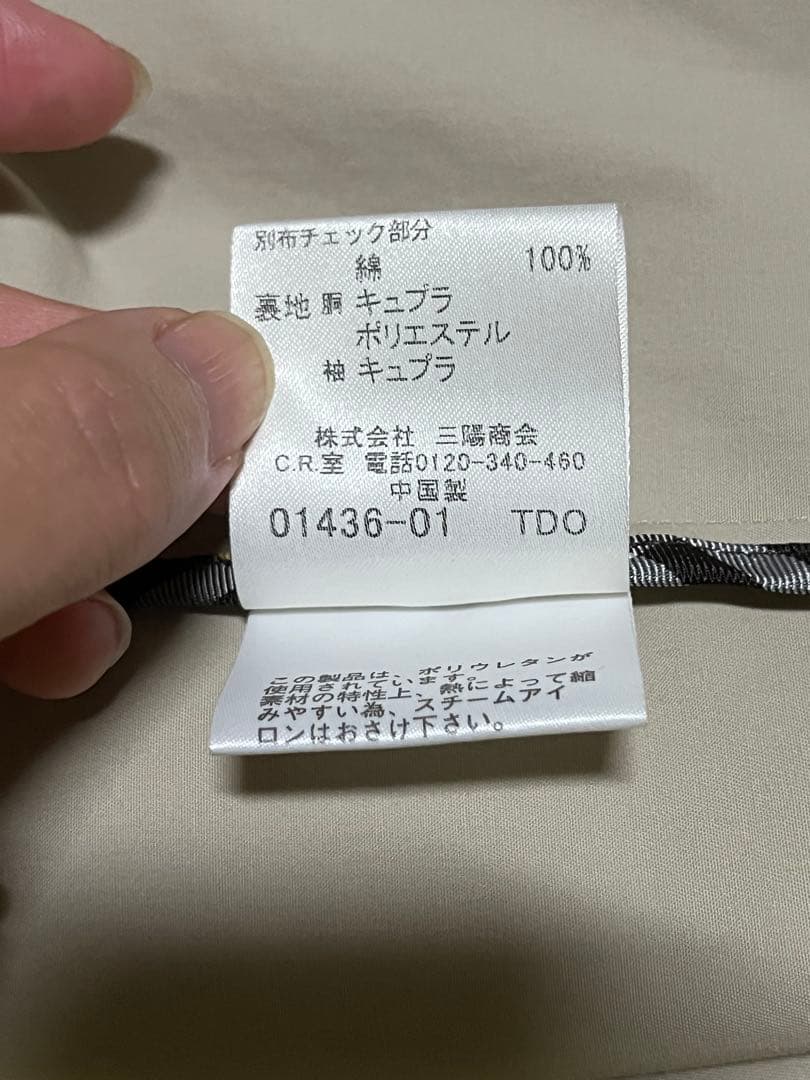 別布チェック部分
綿 100%
裏地 胴 キュプラ
ポリエステル
袖 キュプラ
株式会社 三陽商会
C.R.室 電話0120-340-460
中国製
01436-01 TDO
この製品は、ポリウレタンが
使用されています。
素材の特性上、熱によって縮
みやすい為、スチームアイ
ロンはおさけ下さい。